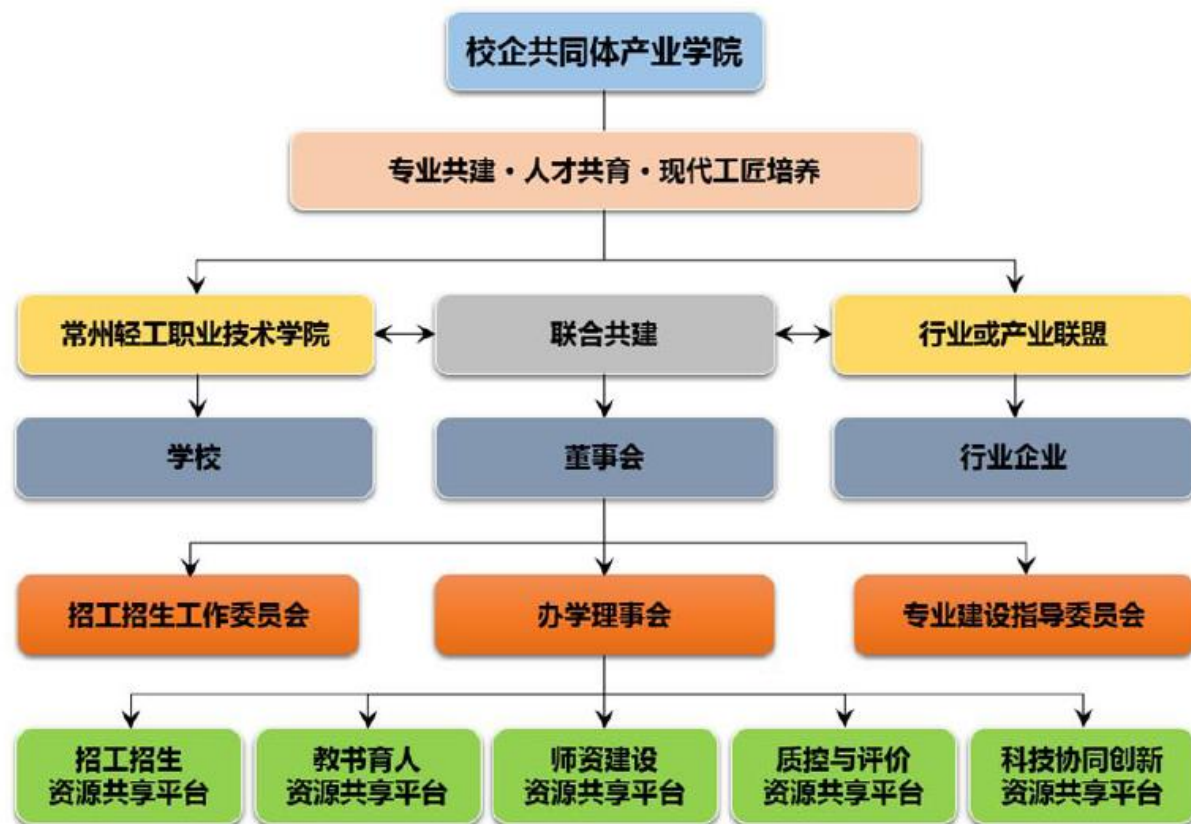 校企共同体产业学院
专业共建·人才共育·现代工匠培养
常州轻工职业技术学院
联合共建
行业或产业联盟
学校
董事会
行业企业
招工招生工作委员会
办学理事会
专业建设指导委员会
招工招生
资源共享平台
教书育人
资源共享平台
师资建设
资源共享平台
质控与评价
资源共享平台
科技协同创新
资源共享平台